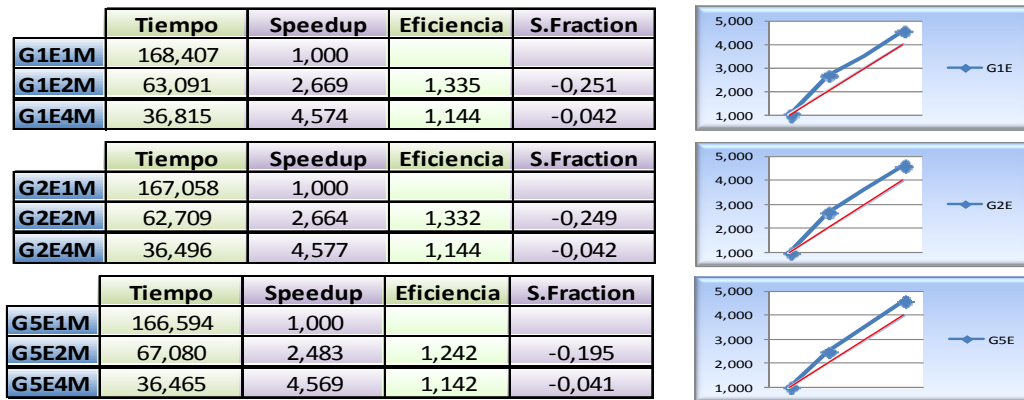 Tiempo Speedup Eficiencia S.Fraction
G1E1M 168,407 1,000
G1E2M 63,091 2,669 1,335 -0,251
G1E4M 36,815 4,574 1,144 -0,042
5,000
4,000
3,000
2,000
1,000
G1E
Tiempo Speedup Eficiencia S.Fraction
G2E1M 167,058 1,000
G2E2M 62,709 2,664 1,332 -0,249
G2E4M 36,496 4,577 1,144 -0,042
5,000
4,000
3,000
2,000
1,000
G2E
Tiempo Speedup Eficiencia S.Fraction
G5E1M 166,594 1,000
G5E2M 67,080 2,483 1,242 -0,195
G5E4M 36,465 4,569 1,142 -0,041
5,000
4,000
3,000
2,000
1,000
G5E